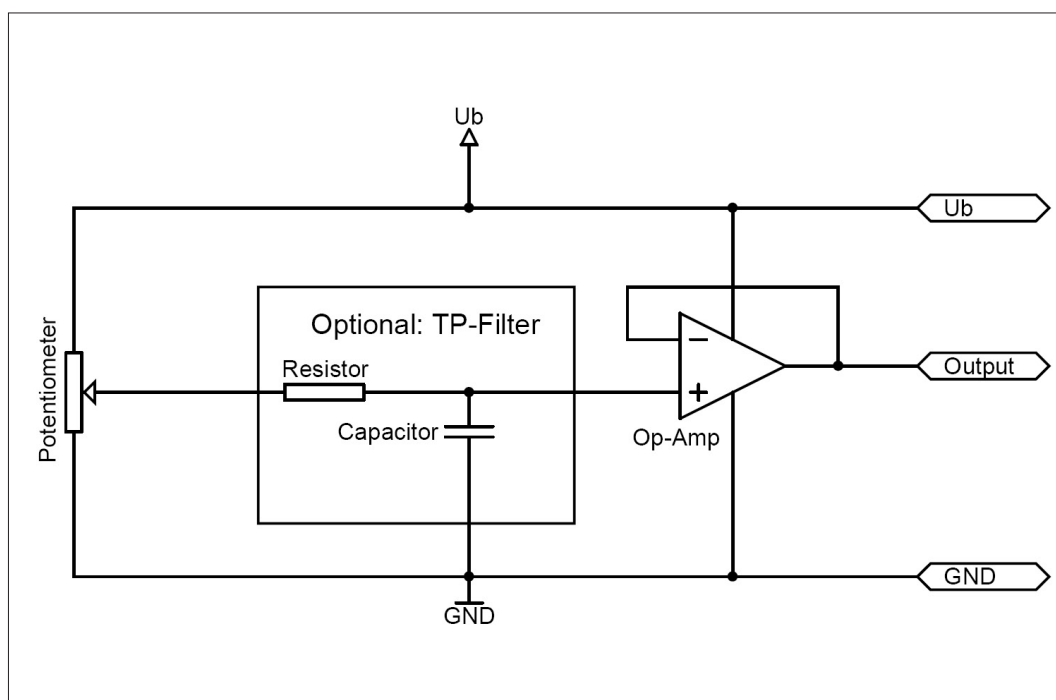 Ub
Ub
Optional: TP-Filter
Potentiometer
Resistor
Output
Capacitor
Op-Amp
GND
GND